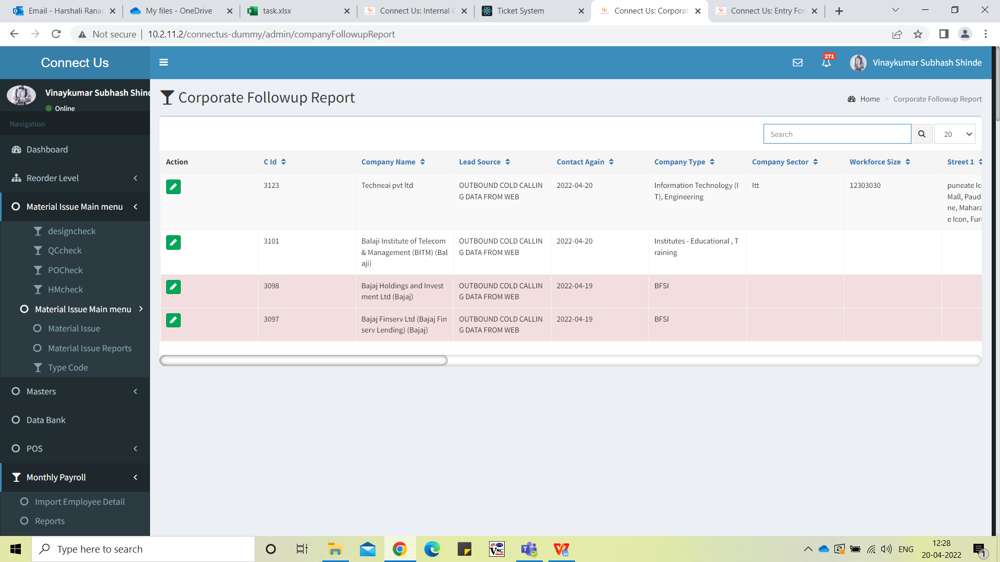 Email - Harshali Ranar
My files - OneDrive
task.xlsx
Connect Us: Internal C
Ticket System
Connect Us: Corporat
Connect Us: Entry For
Not secure
10.2.11.2/connectus-dummy/admin/companyFollowupReport
Connect Us
271
Vinaykumar Subhash Shinde
Vinaykumar Subhash Shind
Online
Navigation
Dashboard
Reorder Level
Material Issue Main menu
designcheck
QCcheck
POCheck
HMcheck
Material Issue Main menu
Material Issue
Material Issue Reports
Type Code
Masters
Data Bank
POS
Monthly Payroll
Import Employee Detail
Reports
Corporate Followup Report
Home > Corporate Followup Report
Search
20
Action
C Id
Company Name
Lead Source
Contact Again
Company Type
Company Sector
Workforce Size
Street 1
3123
Techneai pvt ltd
OUTBOUND COLD CALLIN
G DATA FROM WEB
2022-04-20
Information Technology (I
T), Engineering
Itt
12303030
puneate Ic
Mall, Paud
ne, Mahara
e Icon, Fur
3101
Balaji Institute of Telecom
& Management (BITM) (Bal
aji)
OUTBOUND COLD CALLIN
G DATA FROM WEB
2022-04-20
Institutes - Educational , T
raining
3098
Bajaj Holdings and Invest
ment Ltd (Bajaj)
OUTBOUND COLD CALLIN
G DATA FROM WEB
2022-04-19
BFSI
3097
Bajaj Finserv Ltd (Bajaj Fin
serv Lending) (Bajaj)
OUTBOUND COLD CALLIN
G DATA FROM WEB
2022-04-19
BFSI
Type here to search
ENG
12:28
20-04-2022
1